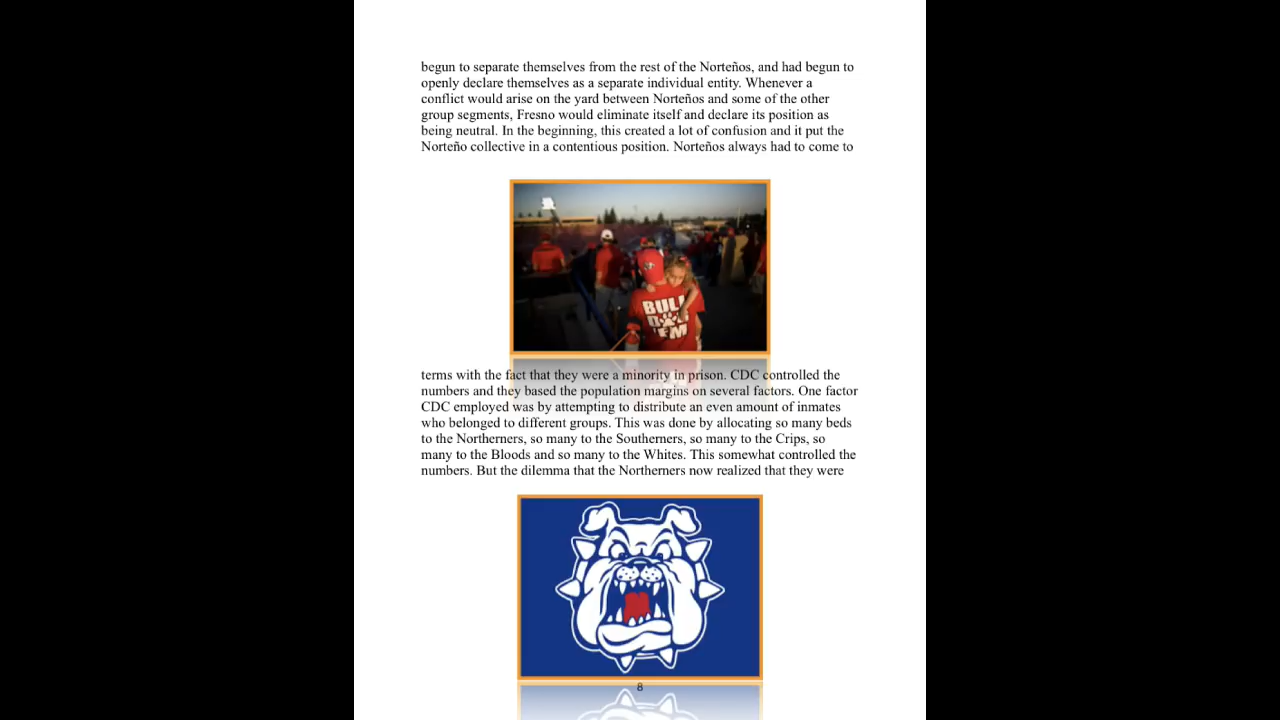 begun to separate themselves from the rest of the Norteños, and had begun to
openly declare themselves as a separate individual entity. Whenever a
conflict would arise on the yard between Norteños and some of the other
group segments, Fresno would eliminate itself and declare its position as
being neutral. In the beginning, this created a lot of confusion and it put the
Norteño collective in a contentious position. Norteños always had to come to
BULL
DOG
'EM
terms with the fact that they were a minority in prison. CDC controlled the
numbers and they based the population margins on several factors. One factor
CDC employed was by attempting to distribute an even amount of inmates
who belonged to different groups. This was done by allocating so many beds
to the Northerners, so many to the Southerners, so many to the Crips, so
many to the Bloods and so many to the Whites. This somewhat controlled the
numbers. But the dilemma that the Northerners now realized that they were
8